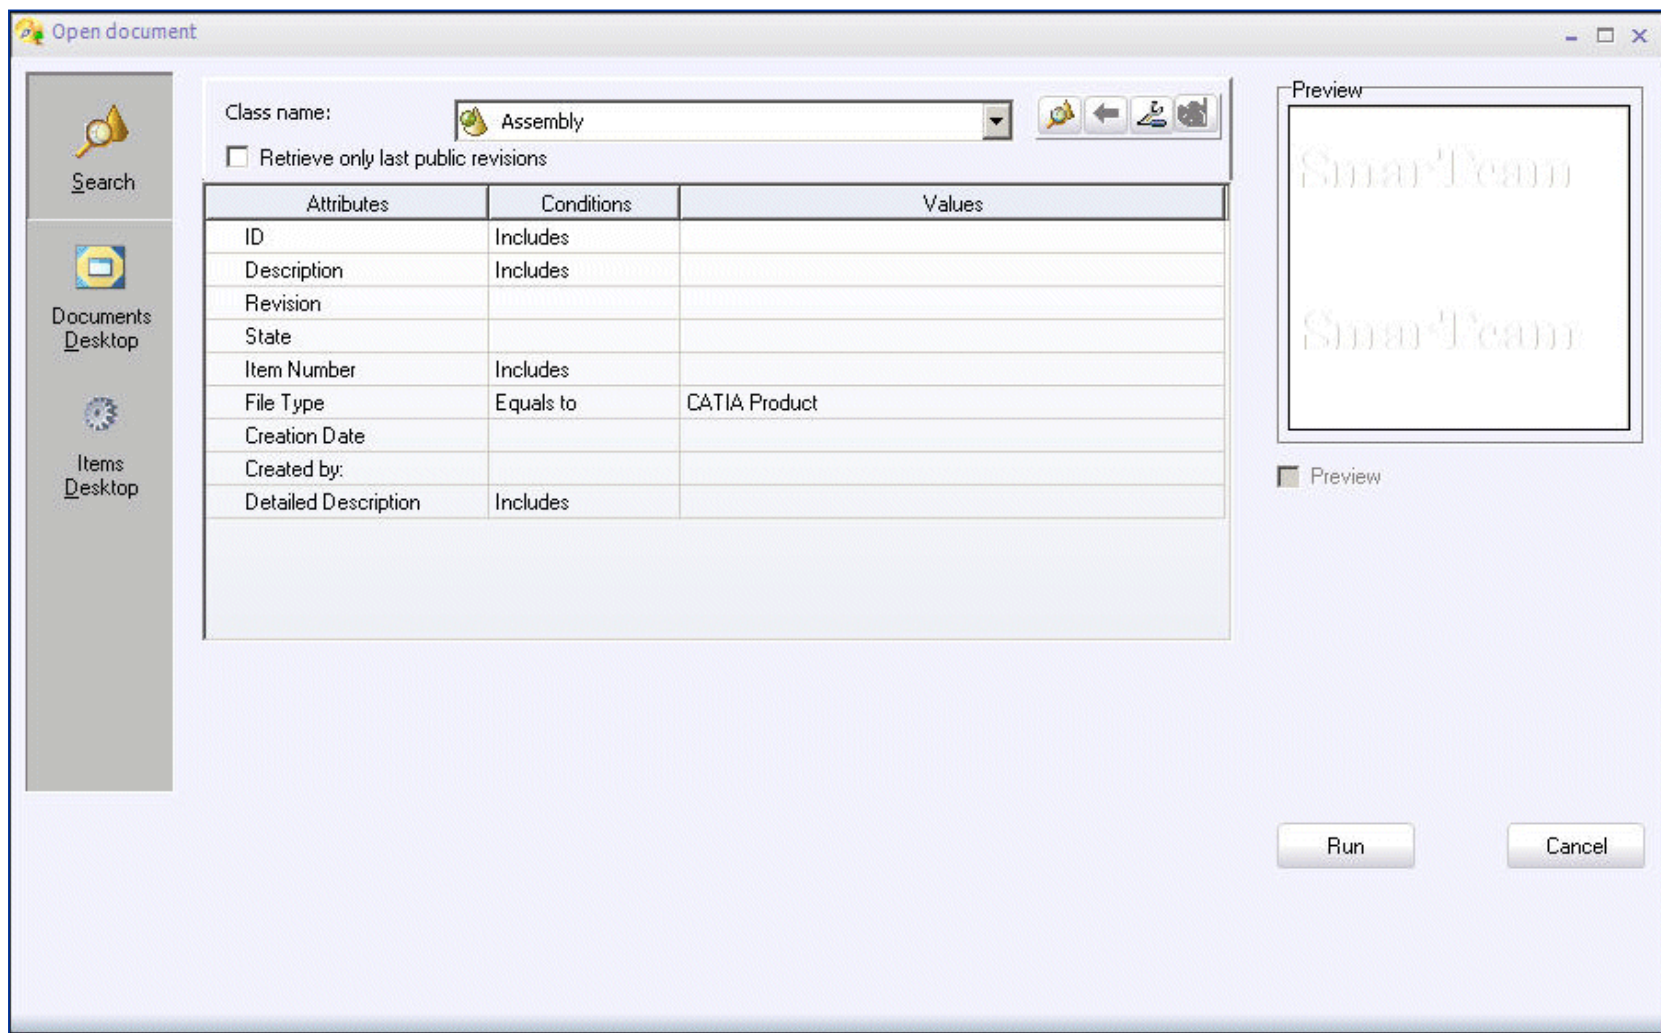 Open document
Search
Documents
Desktop
Items
Desktop
Class name:
Assembly
Retrieve only last public revisions
Attributes Conditions Values
ID Includes
Description Includes
Revision
State
Item Number Includes
File Type Equals to CATIA Product
Creation Date
Created by:
Detailed Description Includes
Preview
SmarTeam
SmarTeam
Preview
Run Cancel